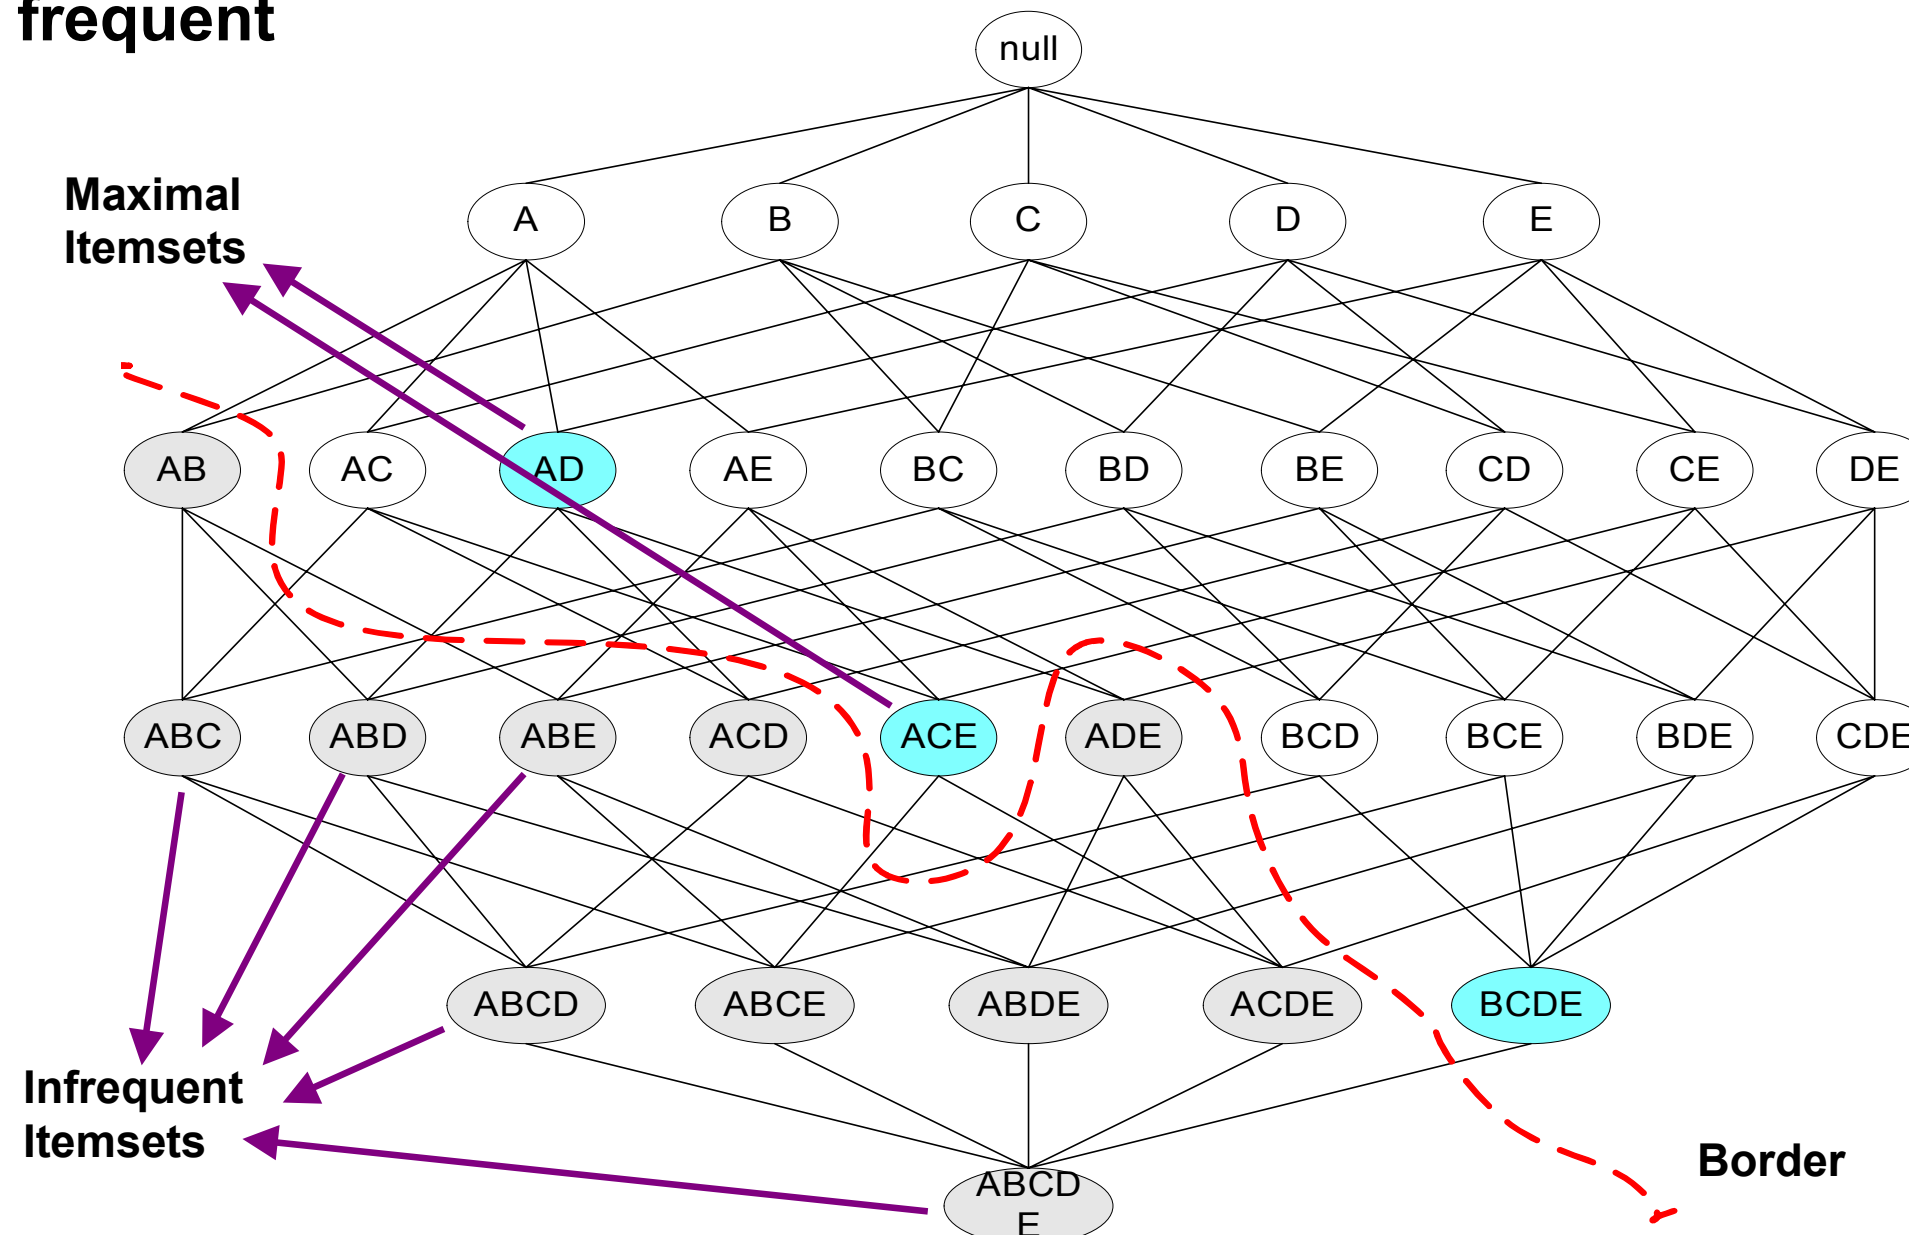 frequent
null
Maximal
Itemsets
A B C D E
AB AC AD AE BC BD BE CD CE DE
ABC ABD ABE ACD ACE ADE BCD BCE BDE CDE
ABCD ABCE ABDE ACDE BCDE
Infrequent
Itemsets
Border
ABCD
E